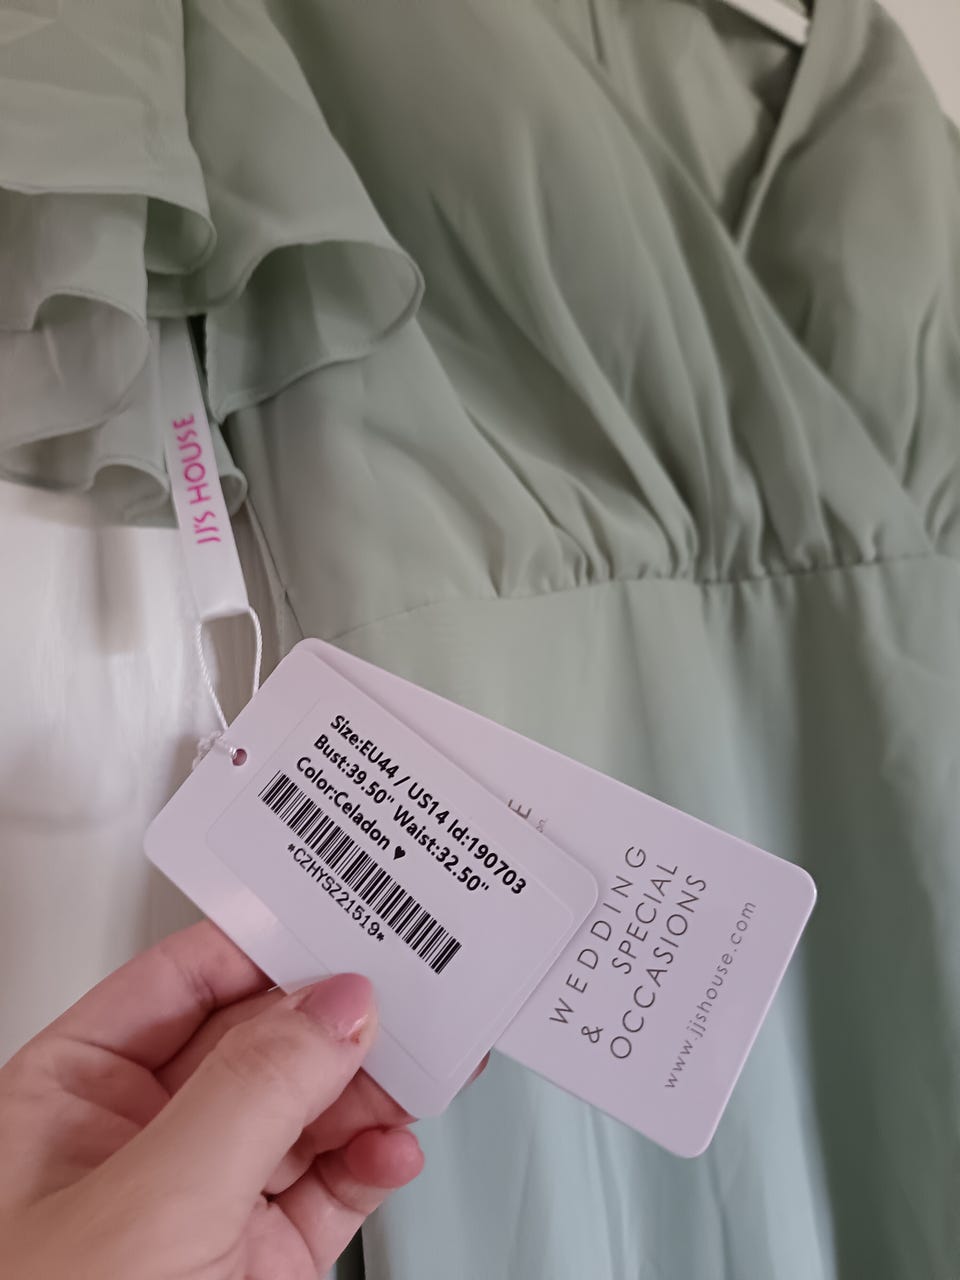 JJ'S HOUSE
Size:EU44 / US14 Id:190703
Bust:39.50" Waist:32.50"
Color:Celadon ♥
*CZHYSZ21519*
E
WEDDING
& SPECIAL
OCCASIONS
www.jjshouse.com